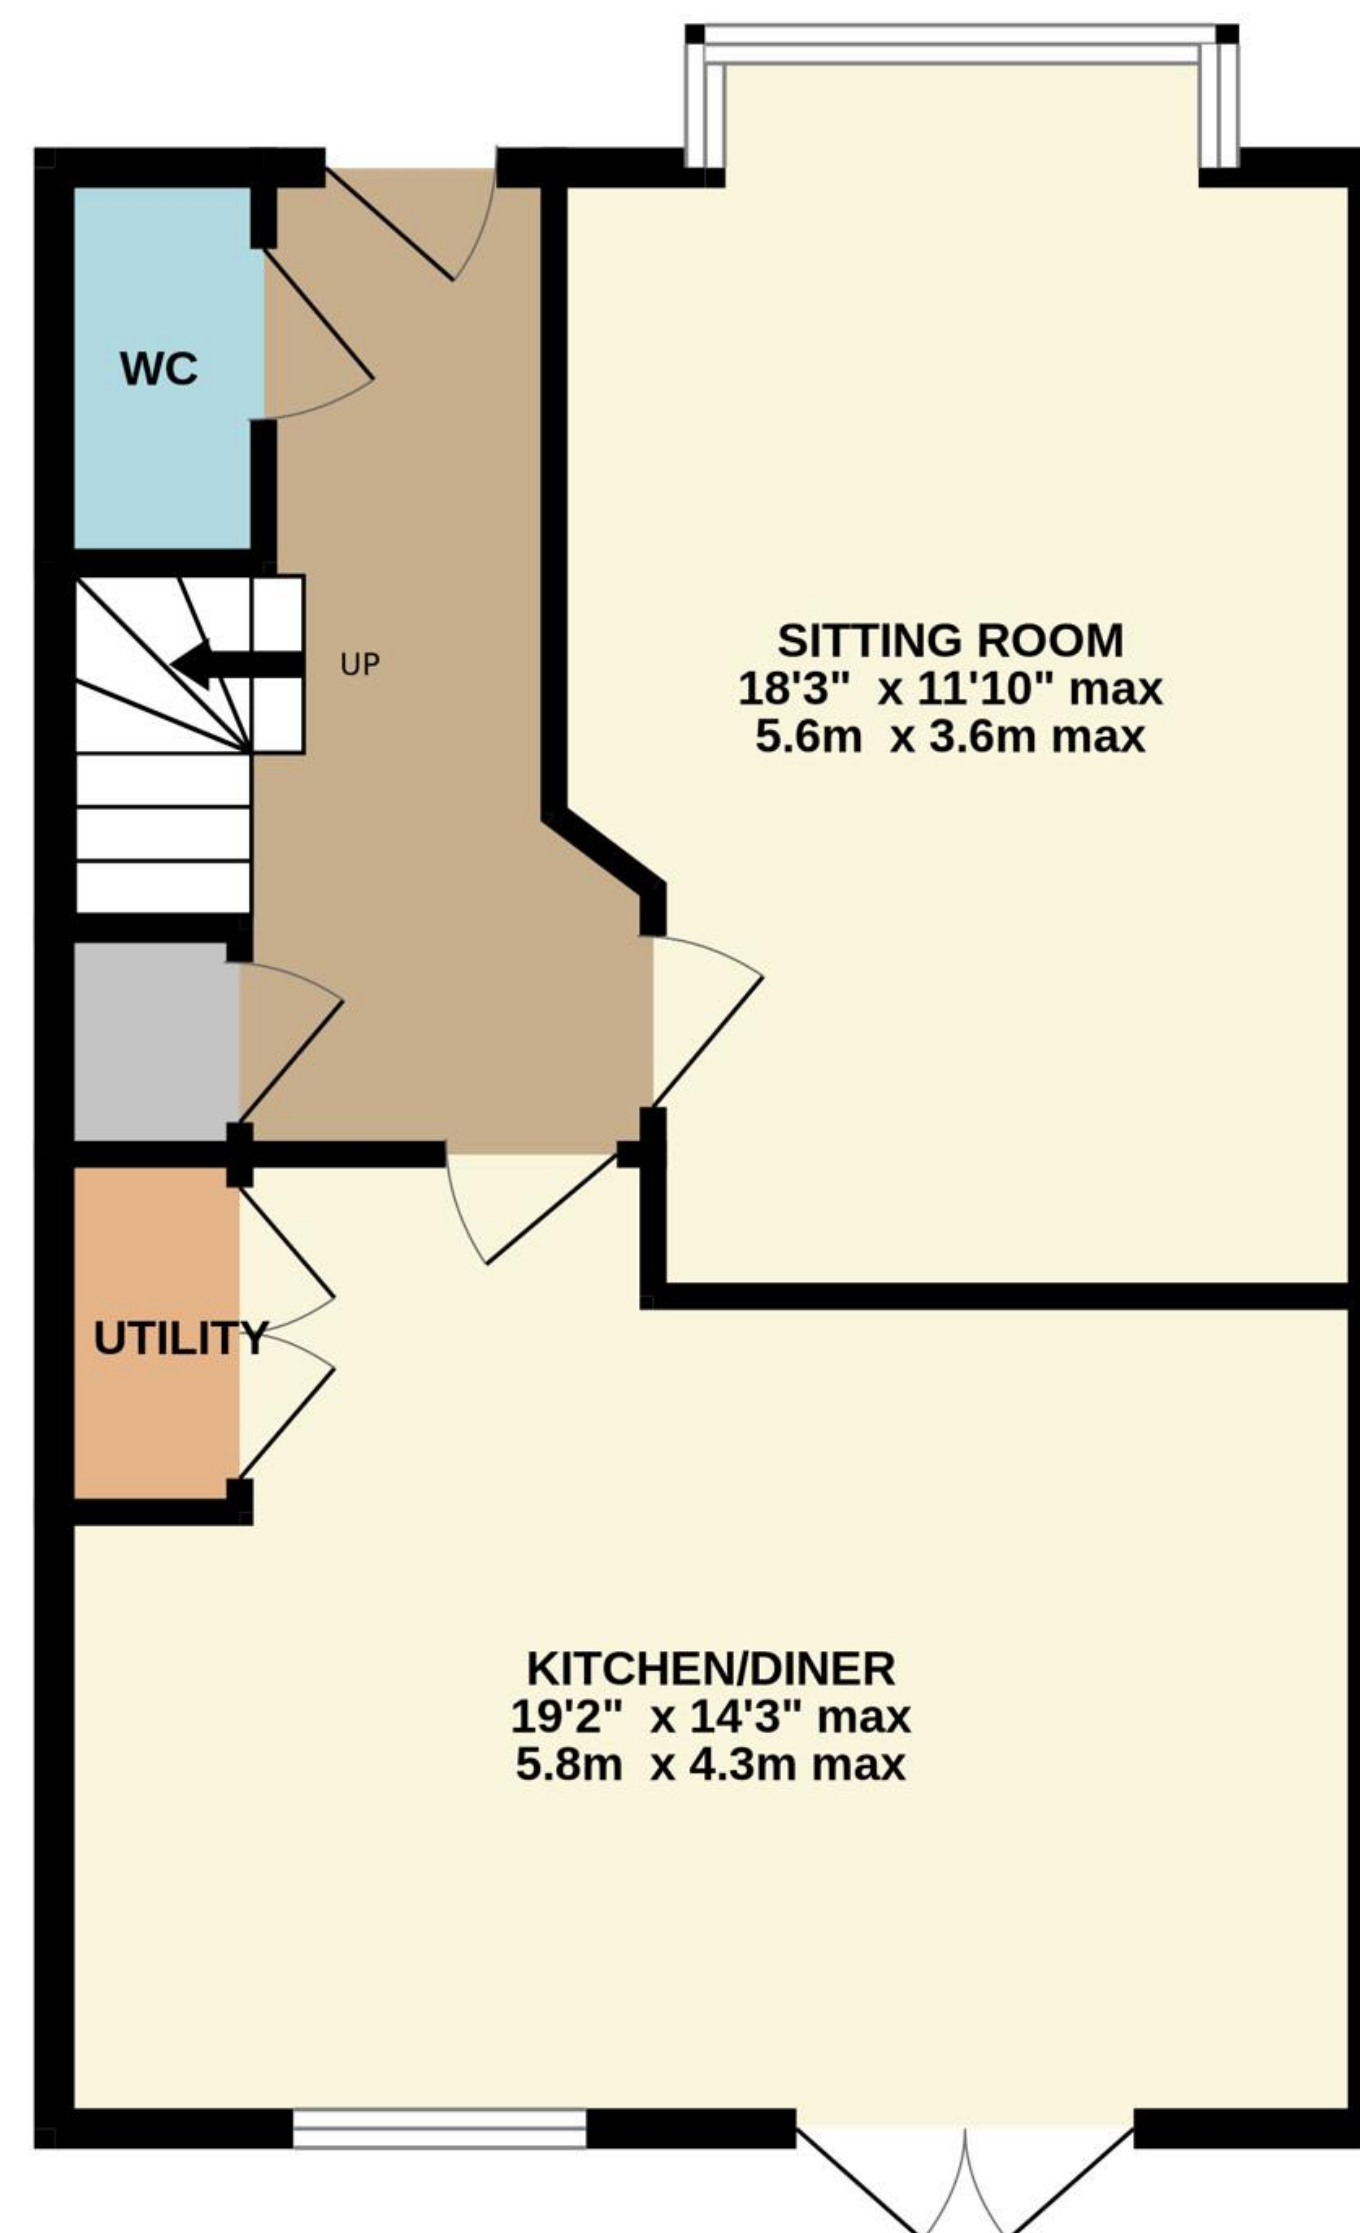 WC
UP
SITTING ROOM
18'3" x 11'10" max
5.6m x 3.6m max
UTILITY
KITCHEN/DINER
19'2" x 14'3" max
5.8m x 4.3m max